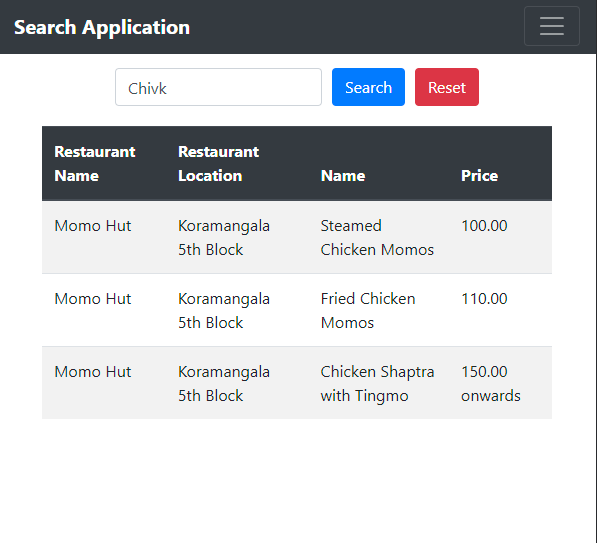 Search Application
Chivk Search Reset
Restaurant Name Restaurant Location Name Price
Momo Hut Koramangala 5th Block Steamed Chicken Momos 100.00
Momo Hut Koramangala 5th Block Fried Chicken Momos 110.00
Momo Hut Koramangala 5th Block Chicken Shaptra with Tingmo 150.00 onwards